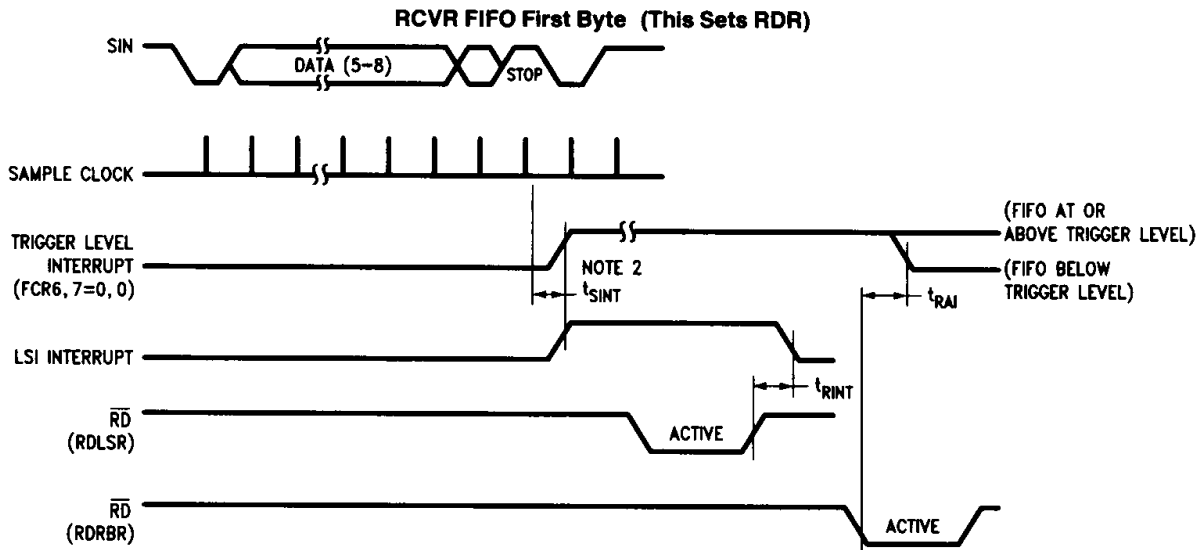 RCVR FIFO First Byte (This Sets RDR)
SIN
DATA (5-8)
STOP
SAMPLE CLOCK
TRIGGER LEVEL
INTERRUPT
(FCR6, 7=0, 0)
NOTE 2
tSINT
(FIFO AT OR
ABOVE TRIGGER LEVEL)
(FIFO BELOW
TRIGGER LEVEL)
tRAI
LSI INTERRUPT
tRINT
RD
(RDLSR)
ACTIVE
RD
(RDRBR)
ACTIVE